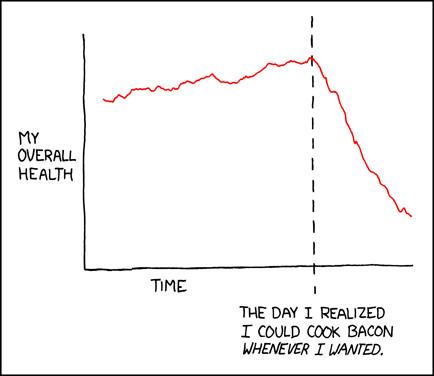 MY
OVERALL
HEALTH
TIME
THE DAY I REALIZED
I COULD COOK BACON
WHENEVER I WANTED.